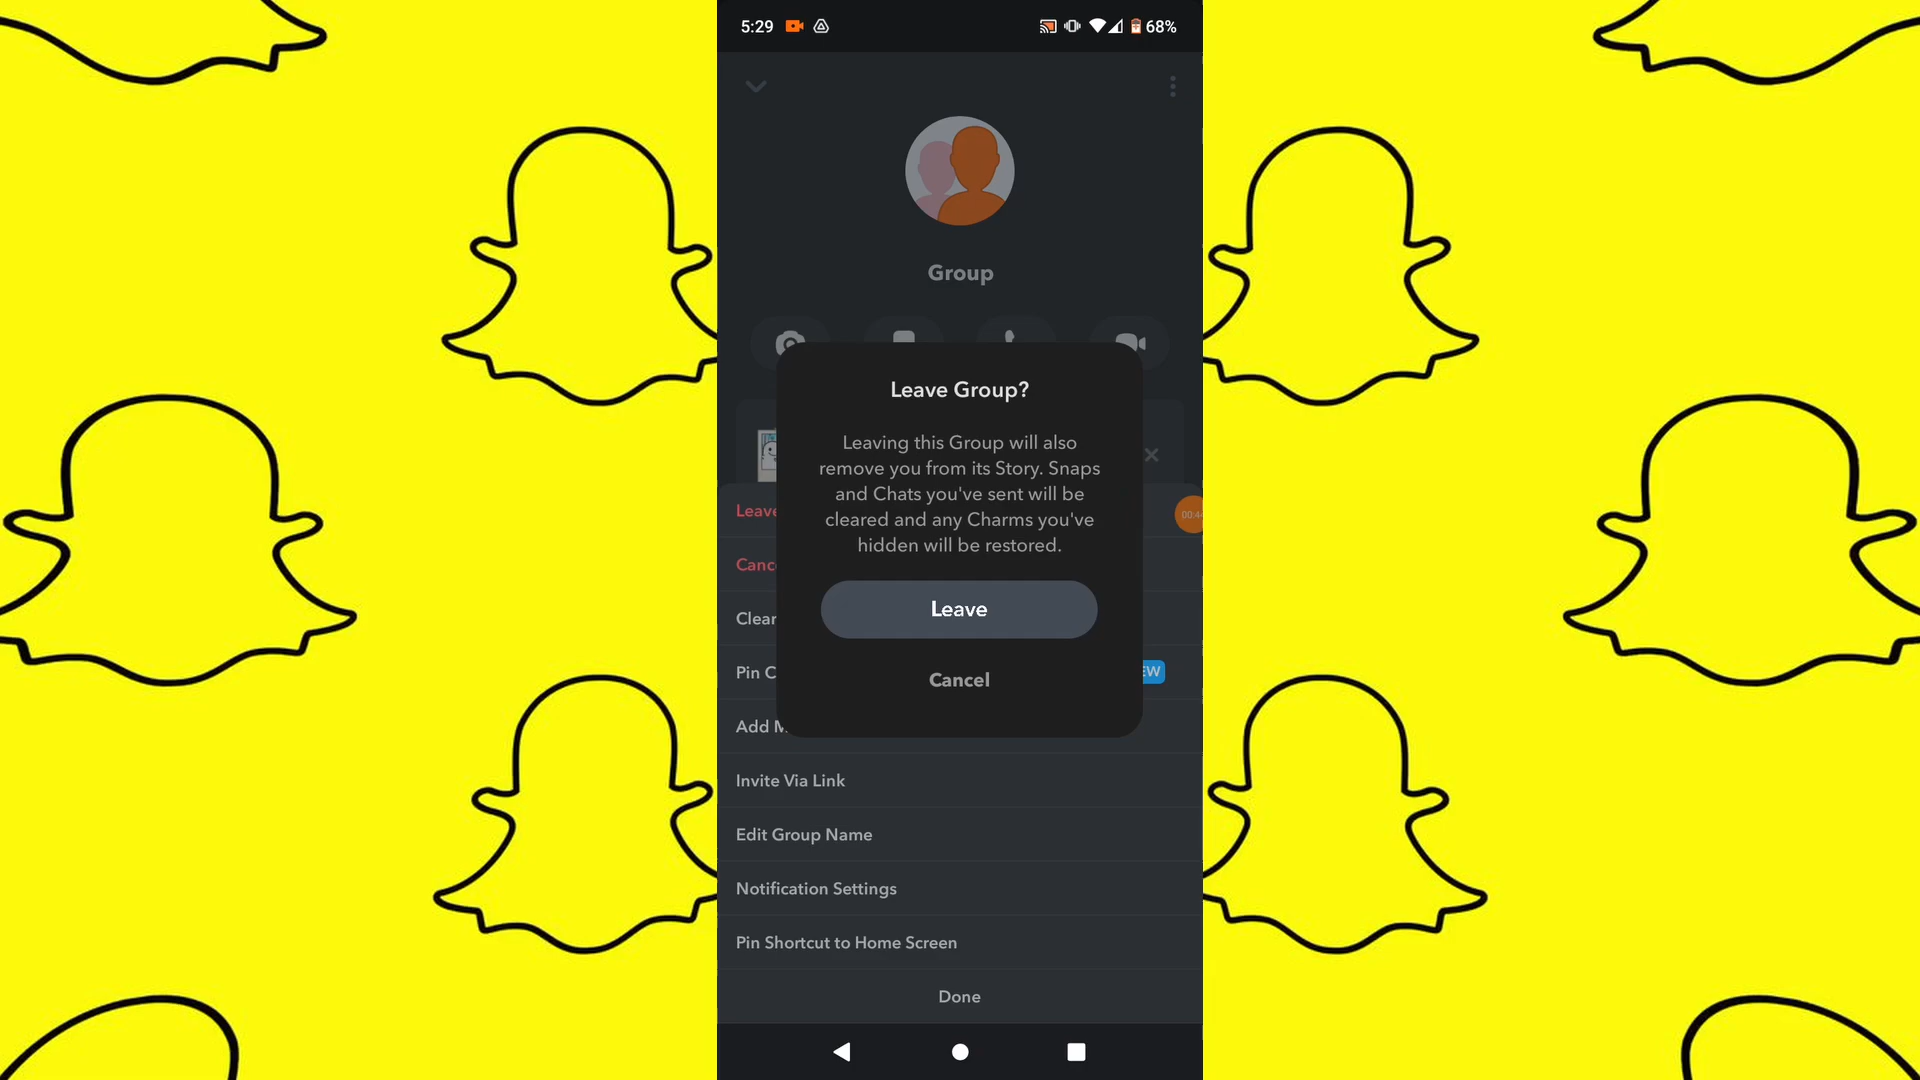 5:29
68%
Group
Leave Group?
Leaving this Group will also
remove you from its Story. Snaps
and Chats you've sent will be
cleared and any Charms you've
hidden will be restored.
Leave
Cancel
Leave
Clear
Pin C
EW
Add M
Invite Via Link
Edit Group Name
Notification Settings
Pin Shortcut to Home Screen
Done